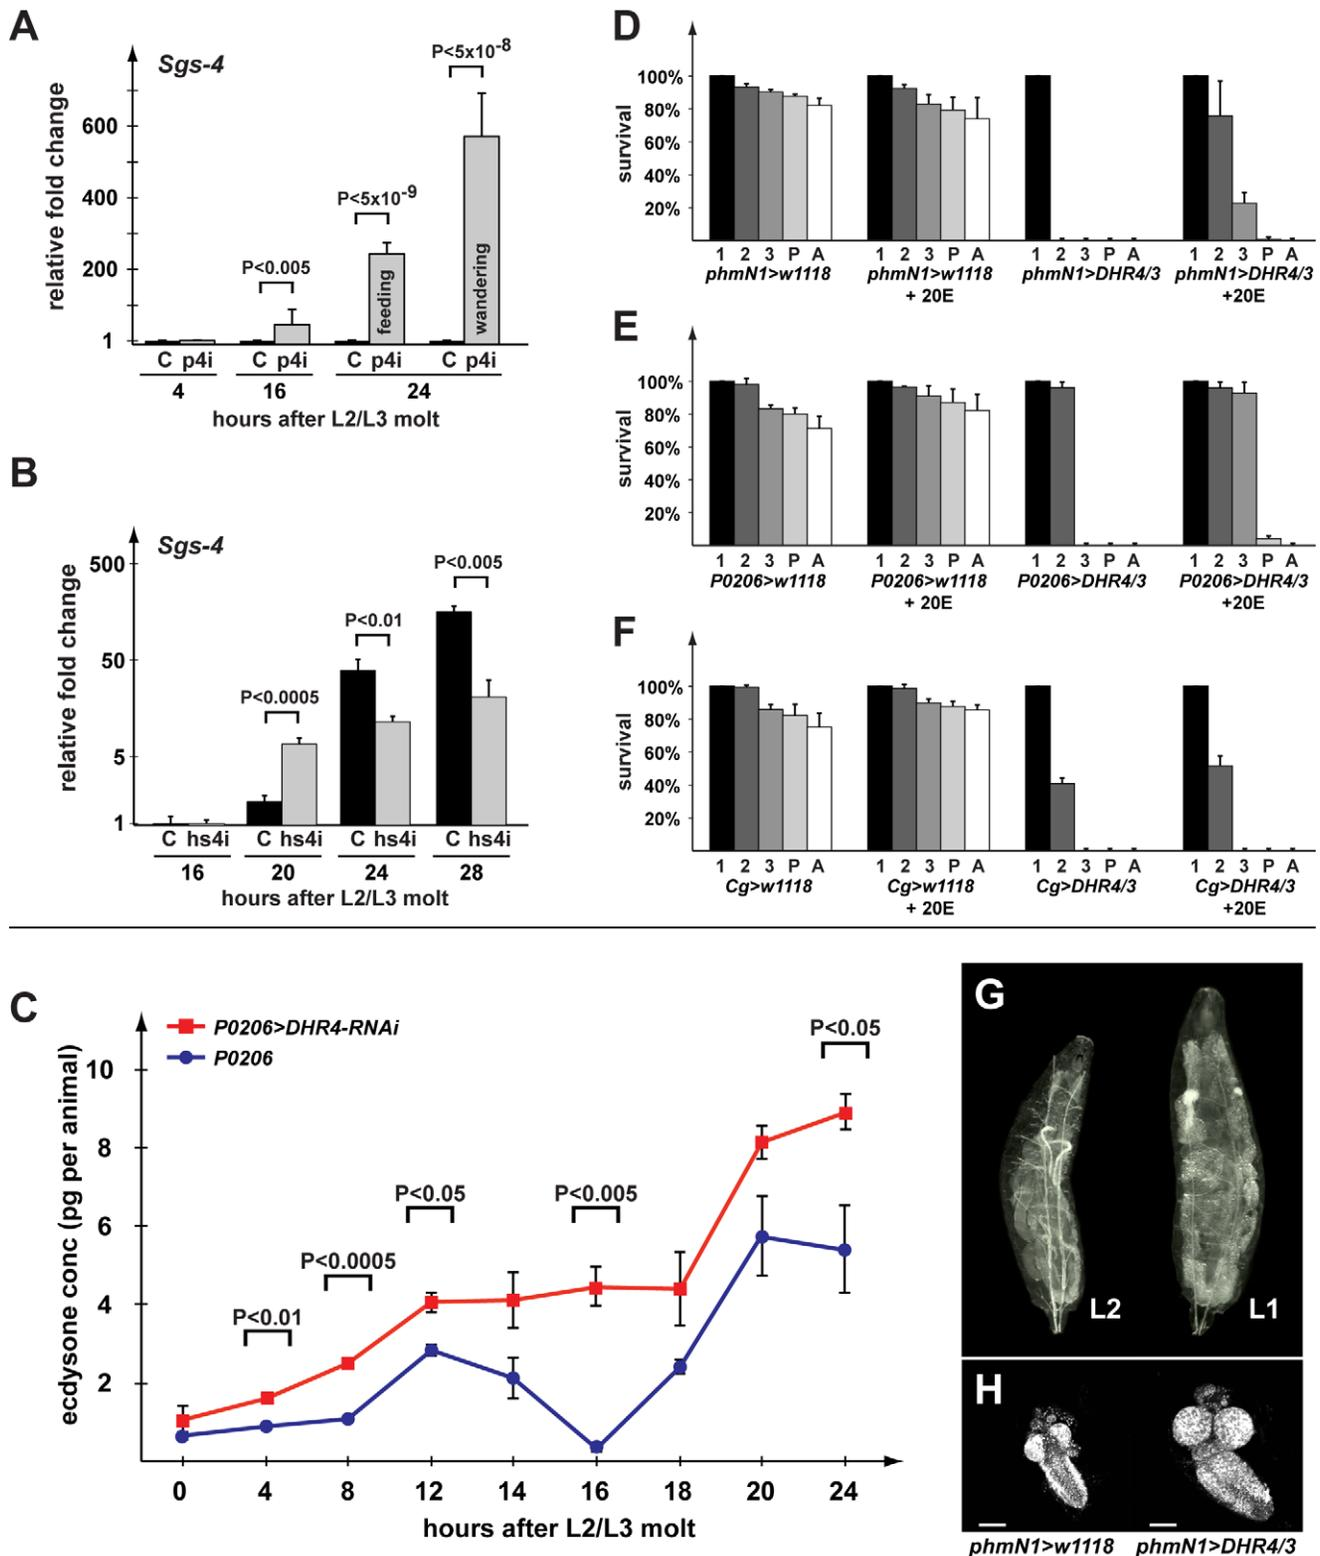 A
Sgs-4
relative fold change
600
400
200
1
P<0.005
P<5x10-9
P<5x10-8
feeding
wandering
C p4i C p4i C p4i C p4i
4 16 24
hours after L2/L3 molt
B
Sgs-4
relative fold change
500
50
5
1
P<0.0005
P<0.01
P<0.005
C hs4i C hs4i C hs4i C hs4i
16 20 24 28
hours after L2/L3 molt
D
survival
100%
80%
60%
40%
20%
1 2 3 P A 1 2 3 P A 1 2 3 P A 1 2 3 P A
phmN1>w1118 phmN1>w1118 phmN1>DHR4/3 phmN1>DHR4/3
+ 20E +20E
E
survival
100%
80%
60%
40%
20%
1 2 3 P A 1 2 3 P A 1 2 3 P A 1 2 3 P A
P0206>w1118 P0206>w1118 P0206>DHR4/3 P0206>DHR4/3
+ 20E +20E
F
survival
100%
80%
60%
40%
20%
1 2 3 P A 1 2 3 P A 1 2 3 P A 1 2 3 P A
Cg>w1118 Cg>w1118 Cg>DHR4/3 Cg>DHR4/3
+ 20E +20E
C
P0206>DHR4-RNAi
P0206
ecdysone conc (pg per animal)
10
8
6
4
2
P<0.01
P<0.0005
P<0.05
P<0.005
P<0.05
0 4 8 12 14 16 18 20 24
hours after L2/L3 molt
G
L2 L1
H
phmN1>w1118 phmN1>DHR4/3